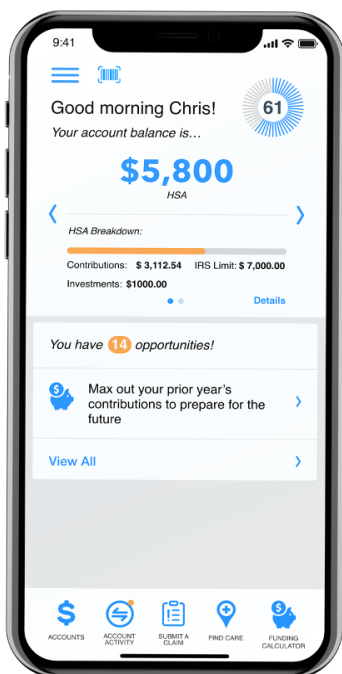 9:41
Good morning Chris!
61
Your account balance is...
$5,800
HSA
HSA Breakdown:
Contributions: $ 3,112.54 IRS Limit: $ 7,000.00
Investments: $1000.00
Details
You have 14 opportunities!
Max out your prior year's
contributions to prepare for the
future
View All
ACCOUNTS
ACCOUNT
ACTIVITY
SUBMIT A
CLAIM
FIND CARE
FUNDING
CALCULATOR